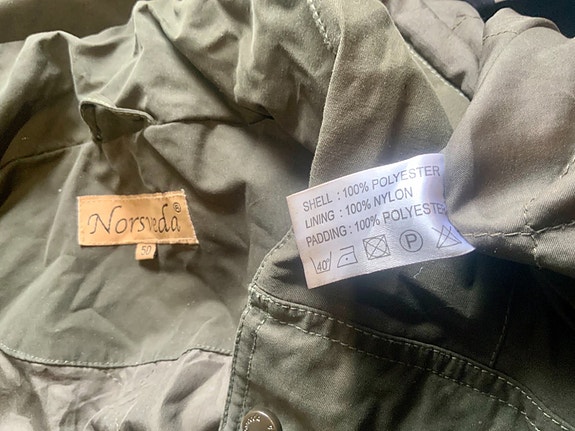 Norsveda®
50
SHELL : 100% POLYESTER
LINING : 100% NYLON
PADDING : 100% POLYESTER
40° P